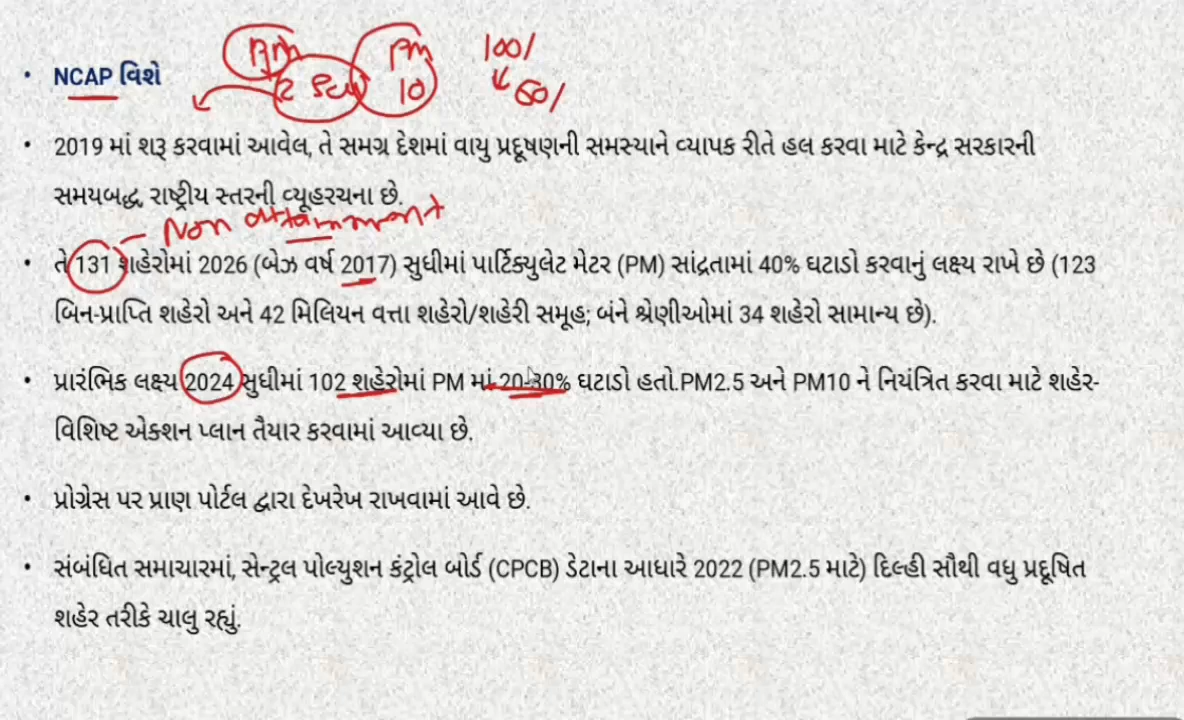 PM PM 100/
• NCAP વિશે
10 60/
• 2019 માં શરૂ કરવામાં આવેલ, તે સમગ્ર દેશમાં વાયુ પ્રદૂષણની સમસ્યાને વ્યાપક રીતે હલ કરવા માટે કેન્દ્ર સરકારની
સમયબદ્ધ, રાષ્ટ્રીય સ્તરની વ્યૂહરચના છે.
Non
• તે 131 શહેરોમાં 2026 (બેઝ વર્ષ 2017) સુધીમાં પાર્ટિક્યુલેટ મેટર (PM) સાંદ્રતામાં 40% ઘટાડો કરવાનું લક્ષ્ય રાખે છે (123
બિન-પ્રાપ્તિ શહેરો અને 42 મિલિયન વત્તા શહેરો/શહેરી સમૂહ; બંને શ્રેણીઓમાં 34 શહેરો સામાન્ય છે).
• પ્રારંભિક લક્ષ્ય 2024 સુધીમાં 102 શહેરોમાં PM માં 20-30% ઘટાડો હતો.PM2.5 અને PM10 ને નિયંત્રિત કરવા માટે શહેર-
વિશિષ્ટ એક્શન પ્લાન તૈયાર કરવામાં આવ્યા છે.
• પ્રોગ્રેસ પર પ્રાણ પોર્ટલ દ્વારા દેખરેખ રાખવામાં આવે છે.
• સંબંધિત સમાચારમાં, સેન્ટ્રલ પોલ્યુશન કંટ્રોલ બોર્ડ (CPCB) ડેટાના આધારે 2022 (PM2.5 માટે) દિલ્હી સૌથી વધુ પ્રદૂષિત
શહેર તરીકે ચાલુ રહ્યું.